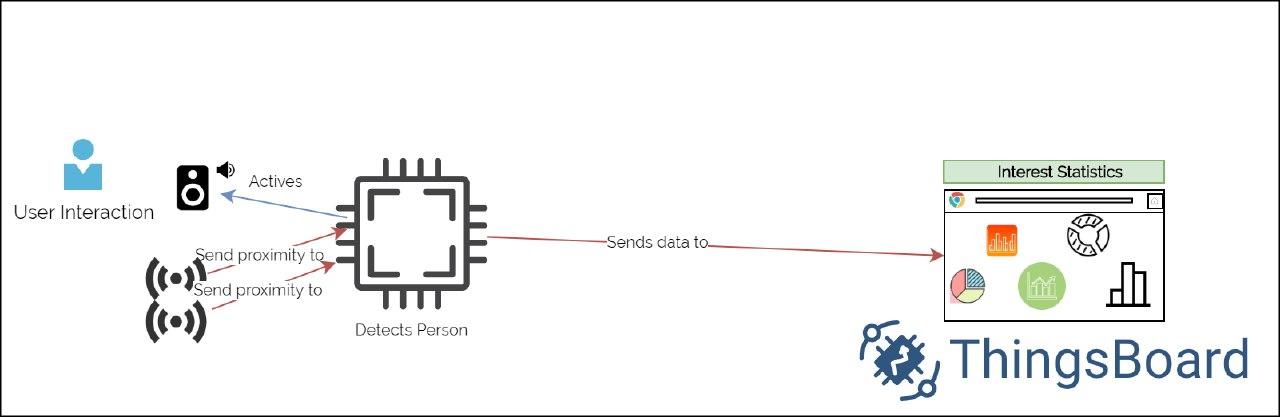 User Interaction
Actives
Send proximity to
Send proximity to
Detects Person
Sends data to
Interest Statistics
ThingsBoard